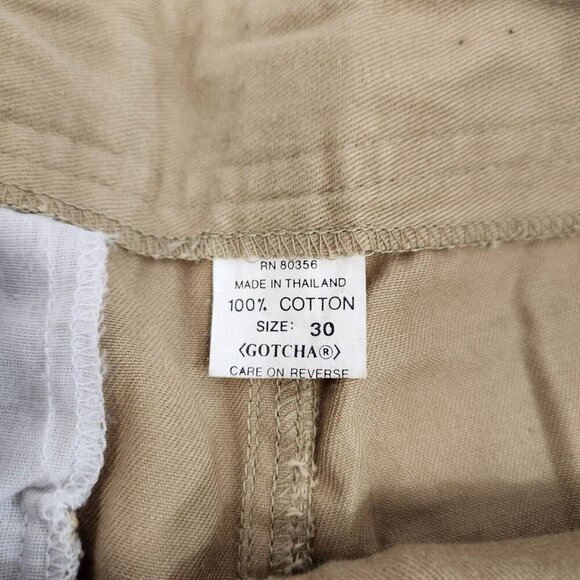 RN 80356
MADE IN THAILAND
100% COTTON
SIZE: 30
〈GOTCHA®〉
CARE ON REVERSE